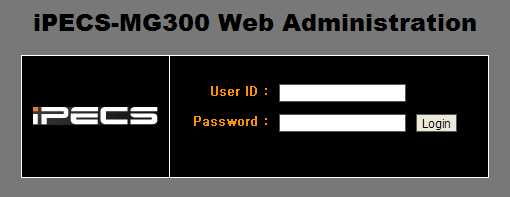 iPECS-MG300 Web Administration
User ID :
iPECS
Password :
Login